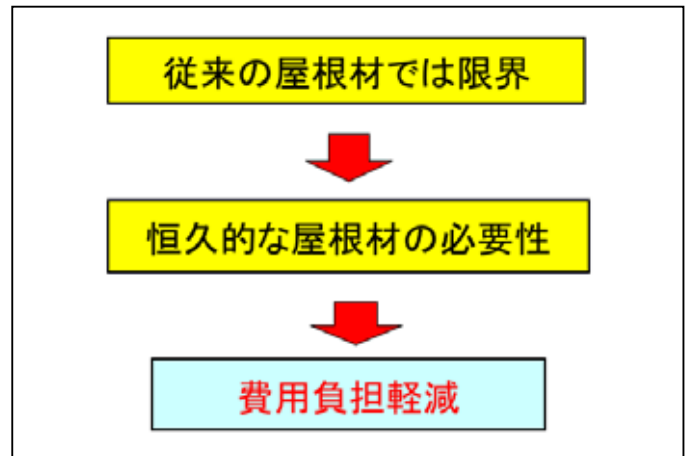 従来の屋根材では限界
恒久的な屋根材の必要性
費用負担軽減